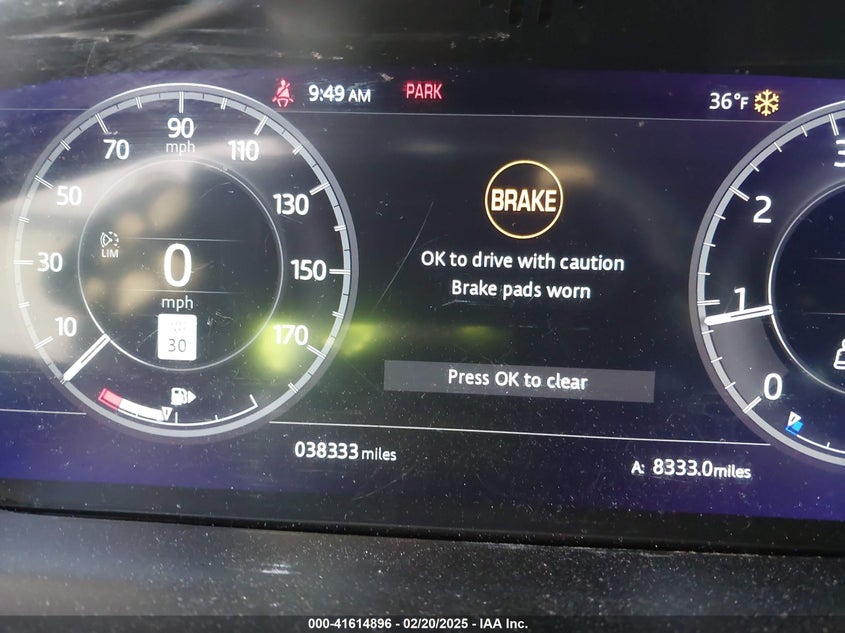 9:49 AM PARK 36°F
90
mph
70 110
50 130
30 150
10 170
LIM
0
mph
30
BRAKE
OK to drive with caution
Brake pads worn
Press OK to clear
3
2
1
0
038333 miles
A: 8333.0miles
000-41614896 - 02/20/2025 - IAA Inc.